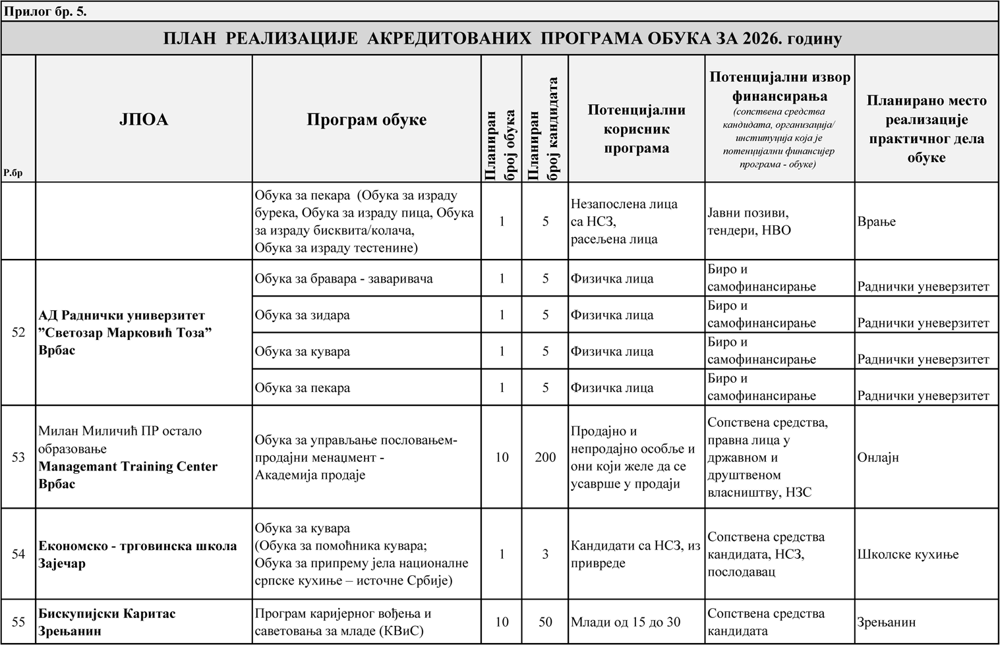 Прилог бр. 5.
ПЛАН РЕАЛИЗАЦИЈЕ АКРЕДИТОВАНИХ ПРОГРАМА ОБУКА ЗА 2026. годину
Р.бр
ЈПОА
Програм обуке
Планиран
број обука
Планиран
број кандидата
Потенцијални
корисник
програма
Потенцијални извор
финансирања
(сопствена средства
кандидата, организација/
институција која је
потенцијални финансијер
програма - обуке)
Планирано место
реализације
практичног дела
обуке
Обука за пекара (Обука за израду
бурека, Обука за израду пица, Обука
за израду бисквита/колача,
Обука за израду тестенине)
1
5
Незапослена лица
са НСЗ,
расељена лица
Јавни позиви,
тендери, НВО
Врање
52
АД Раднички универзитет
”Светозар Марковић Тоза”
Врбас
Обука за бравара - заваривача
1
5
Физичка лица
Биро и
самофинансирање
Раднички уневерзитет
Обука за зидара
1
5
Физичка лица
Биро и
самофинансирање
Раднички уневерзитет
Обука за кувара
1
5
Физичка лица
Биро и
самофинансирање
Раднички уневерзитет
Обука за пекара
1
5
Физичка лица
Биро и
самофинансирање
Раднички уневерзитет
53
Милан Миличић ПР остало
образовање
Managemant Training Center
Врбас
Обука за управљање пословањем-
продајни менаџмент -
Академија продаје
10
200
Продајно и
непродајно особље и
они који желе да се
усаврше у продаји
Сопствена средства,
правна лица у
државном и
друштвеном
власништву, НЗС
Онлајн
54
Економско - трговинска школа
Зајечар
Обука за кувара
(Обука за помоћника кувара;
Обука за припрему јела националне
српске кухиње – источне Србије)
1
3
Кандидати са НСЗ, из
привреде
Сопствена средства
кандидата, НСЗ,
послодавац
Школске кухиње
55
Бискупијски Каритас
Зрењанин
Програм каријерног вођења и
саветовања за младе (КВиС)
10
50
Млади од 15 до 30
Сопствена средства
кандидата
Зрењанин